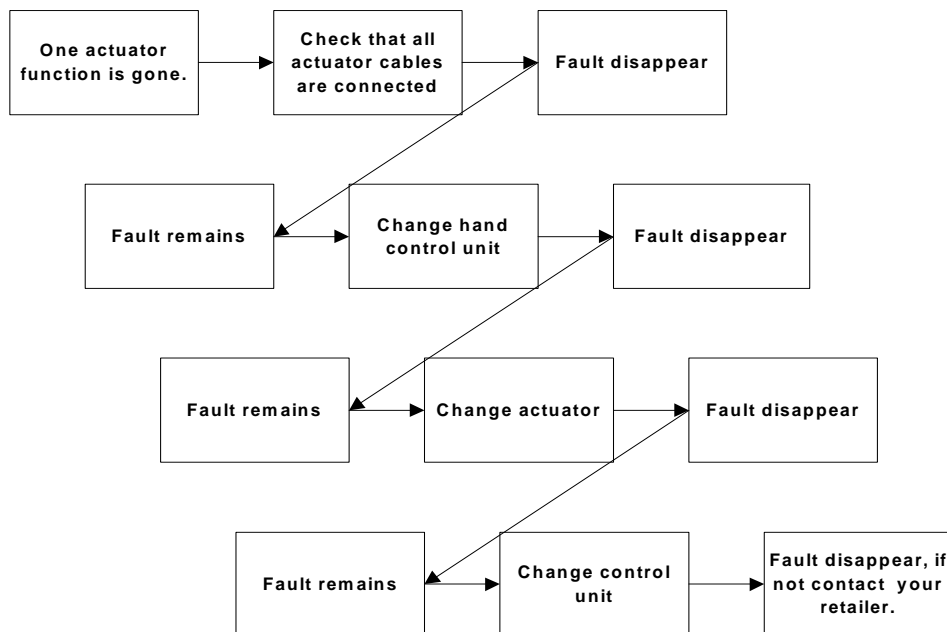 One actuator
function is gone.
Check that all
actuator cables
are connected
Fault disappear
Fault remains
Change hand
control unit
Fault disappear
Fault remains
Change actuator
Fault disappear
Fault remains
Change control
unit
Fault disappear, if
not contact your
retailer.